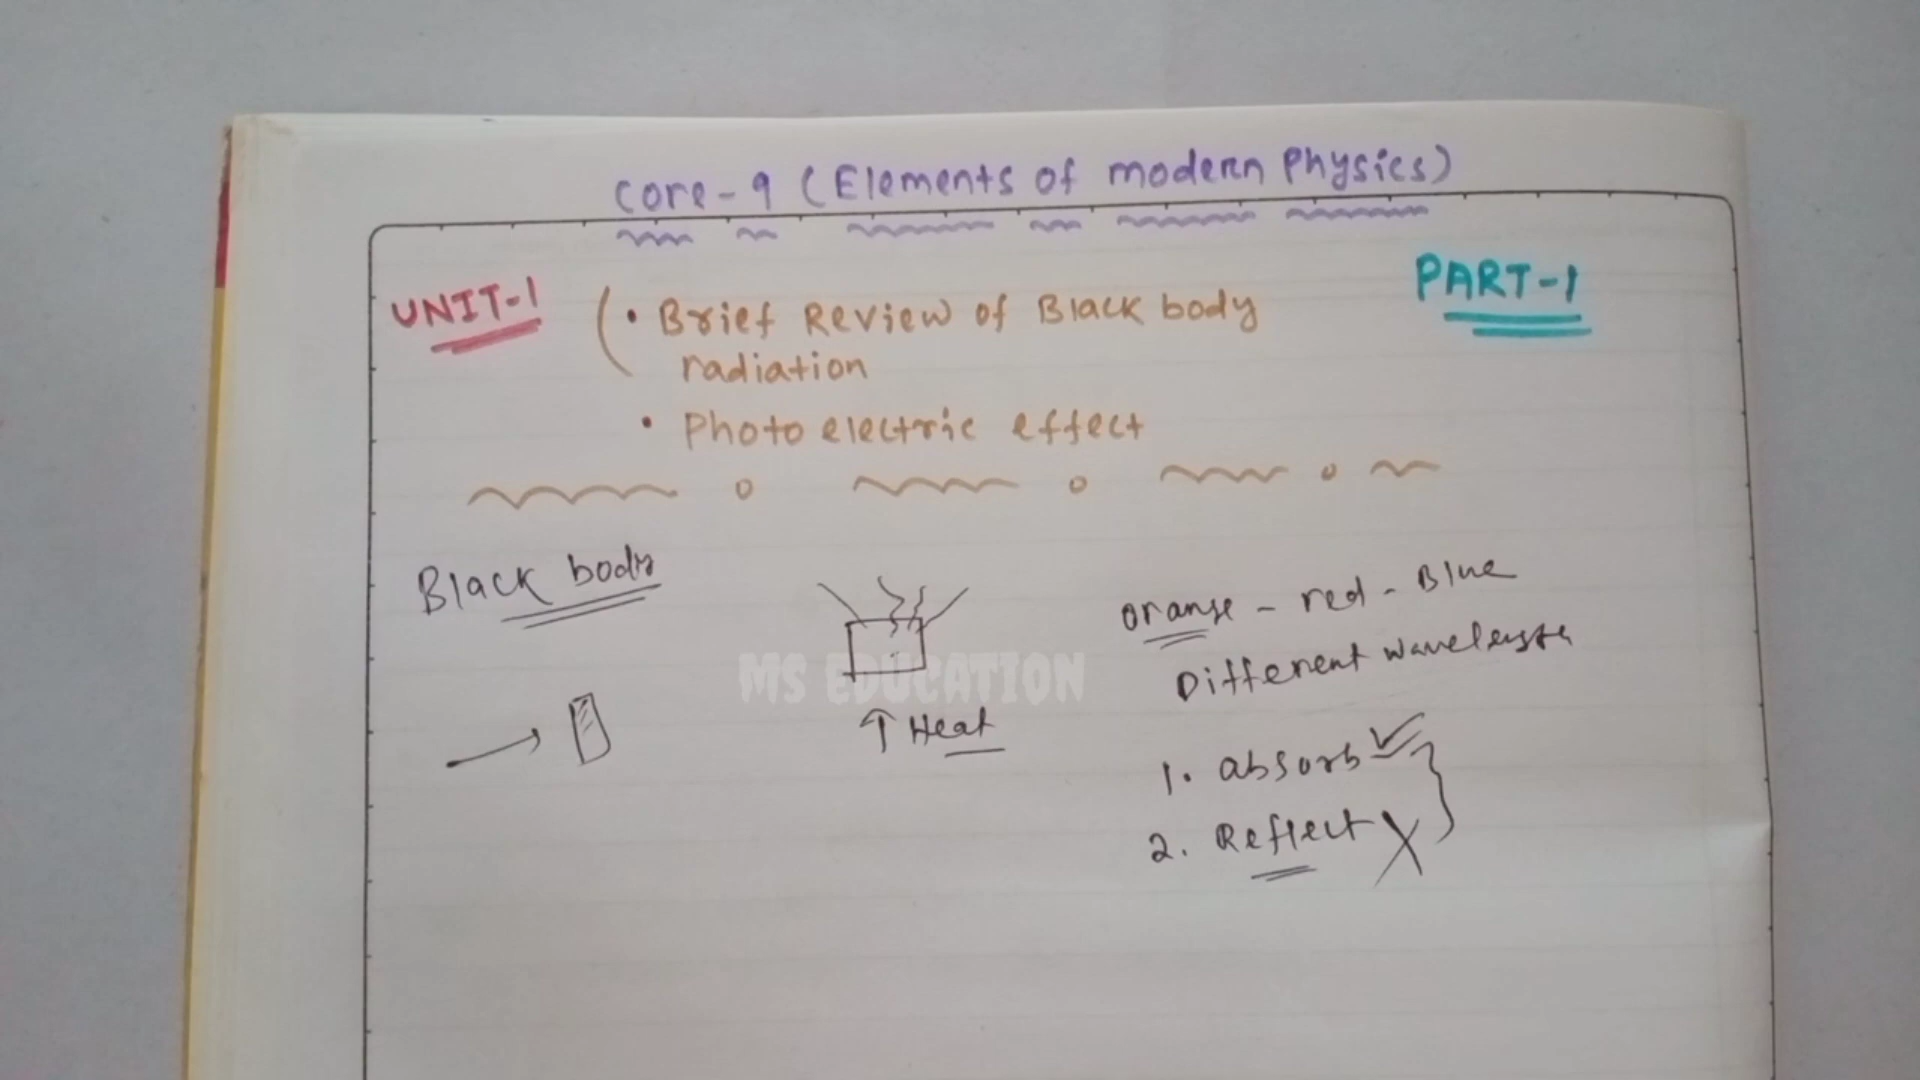 Core-9 (Elements of modern Physics)
UNIT-1
PART-1
(• Brief Review of Black body
radiation
• Photo electric effect
Black body
orange - red - Blue
Different wavelength
MS EDUCATION
↑ Heat
1. absorb ✓
2. Reflect X